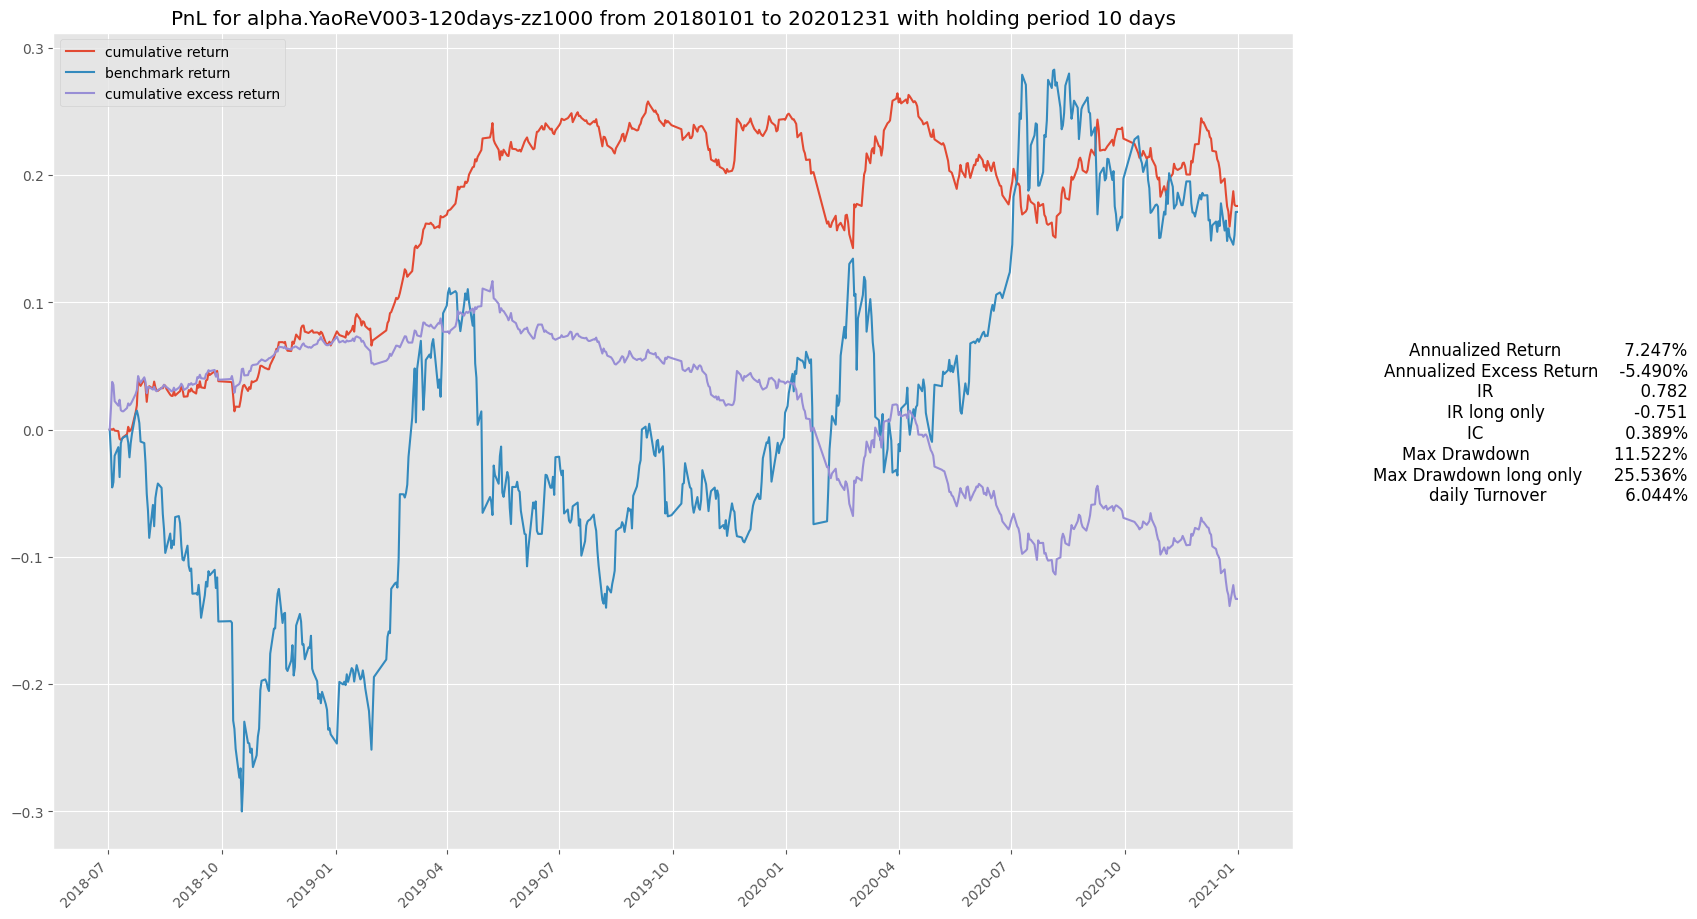 PnL for alpha.YaoReV003-120days-zz1000 from 20180101 to 20201231 with holding period 10 days
cumulative return
benchmark return
cumulative excess return
0.3
0.2
0.1
0.0
−0.1
−0.2
−0.3
2018-07
2018-10
2019-01
2019-04
2019-07
2019-10
2020-01
2020-04
2020-07
2020-10
2021-01
Annualized Return 7.247%
Annualized Excess Return -5.490%
IR 0.782
IR long only -0.751
IC 0.389%
Max Drawdown 11.522%
Max Drawdown long only 25.536%
daily Turnover 6.044%